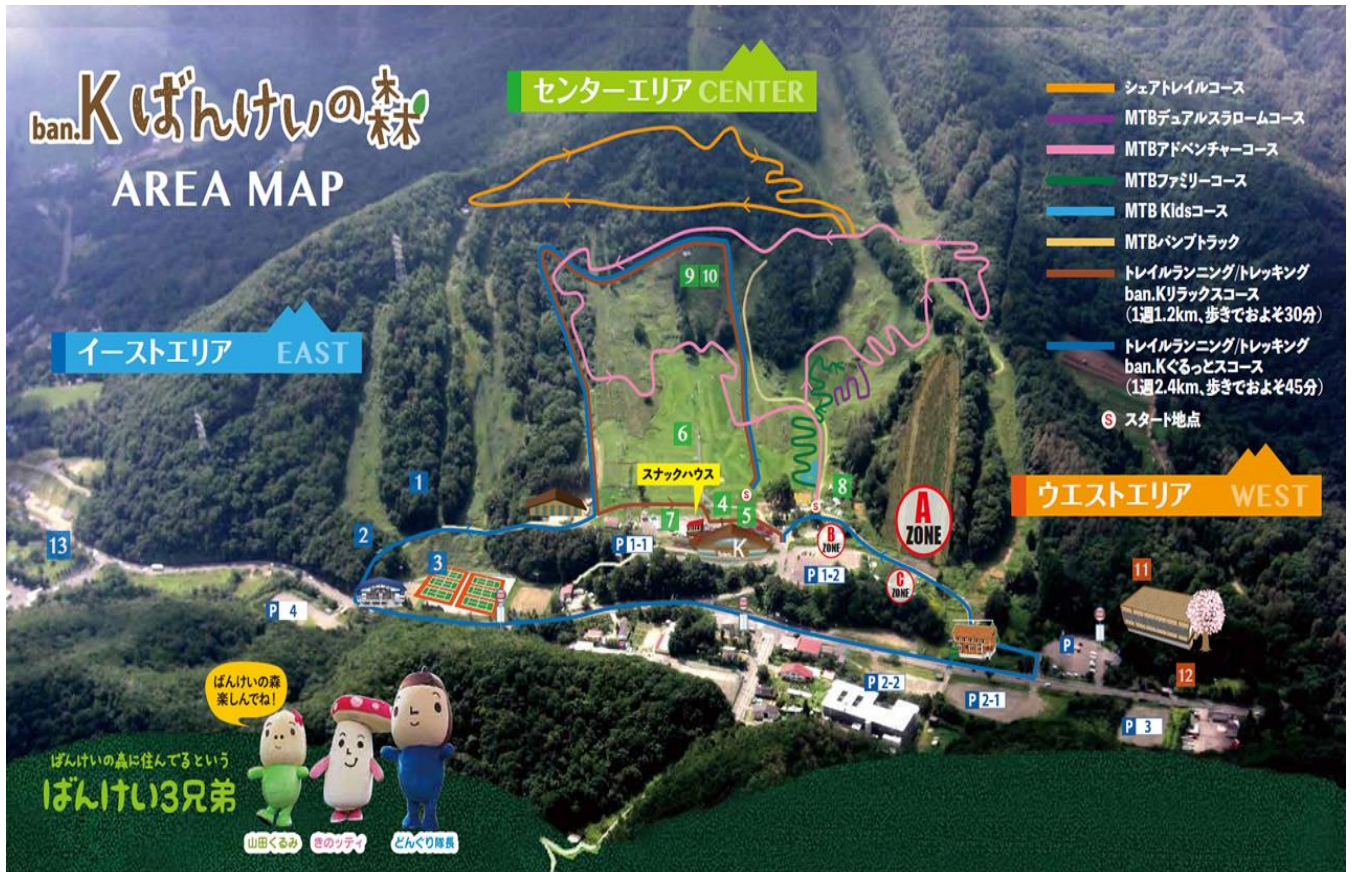 ban.K ばんけいの森
AREA MAP
センターエリア CENTER
シェアトレイルコース
MTBデュアルスラロームコース
MTBアドベンチャーコース
MTBファミリーコース
MTB Kidsコース
MTBパンプトラック
トレイルランニング/トレッキング
ban.Kリラックスコース
(1週1.2km、歩きでおよそ30分)
トレイルランニング/トレッキング
ban.Kぐるっとスコース
(1週2.4km、歩きでおよそ45分)
S スタート地点
イーストエリア EAST
ウエストエリア WEST
9 10
6
スナックハウス
8
4
5
7
K
1
2
3
13
A
ZONE
B
ZONE
C
ZONE
P 1-1
P 1-2
P 4
P 2-2
P 2-1
P
P 3
11
12
S
S
ばんけいの森
楽しんでね!
ばんけいの森に住んでるという
ばんけい3兄弟
山田くるみ
きのッティ
どんぐり隊長